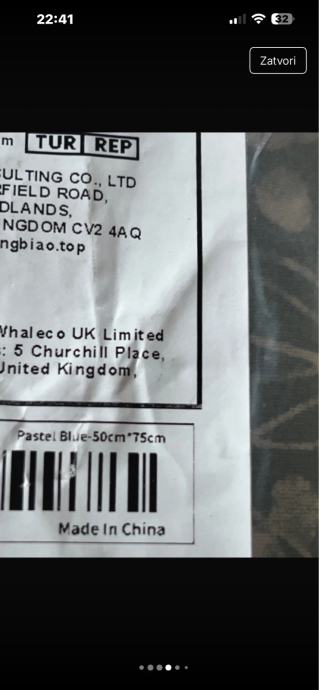 22:41
32
Zatvori
m TUR REP
SULTING CO., LTD
RFIELD ROAD,
DLANDS,
NGDOM CV2 4AQ
ngbiao.top
Whaleco UK Limited
s: 5 Churchill Place,
United Kingdom,
Pastel Blue-50cm*75cm
Made In China